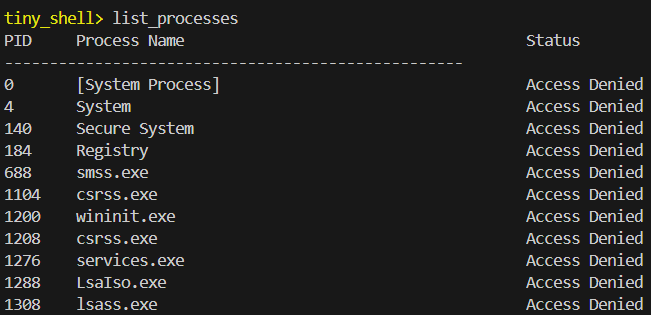 tiny_shell> list_processes
PID Process Name Status
---------------------------------------------------
0 [System Process] Access Denied
4 System Access Denied
140 Secure System Access Denied
184 Registry Access Denied
688 smss.exe Access Denied
1104 csrss.exe Access Denied
1200 wininit.exe Access Denied
1208 csrss.exe Access Denied
1276 services.exe Access Denied
1288 LsaIso.exe Access Denied
1308 lsass.exe Access Denied